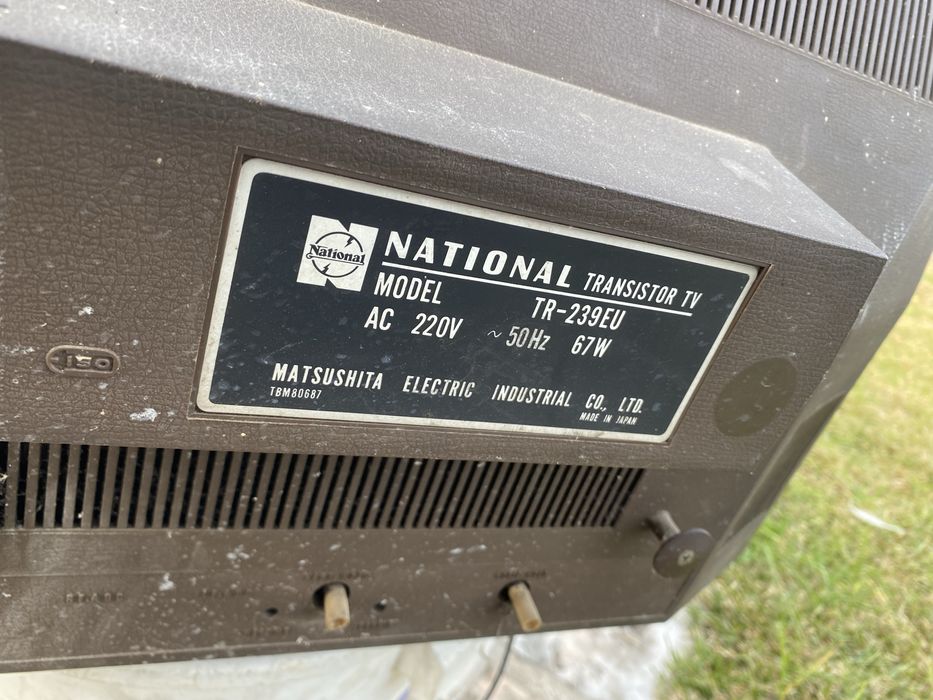 National
NATIONAL TRANSISTOR TV
MODEL TR-239EU
AC 220V ~50Hz 67W
MATSUSHITA ELECTRIC INDUSTRIAL CO., LTD.
TBM80687 MADE IN JAPAN